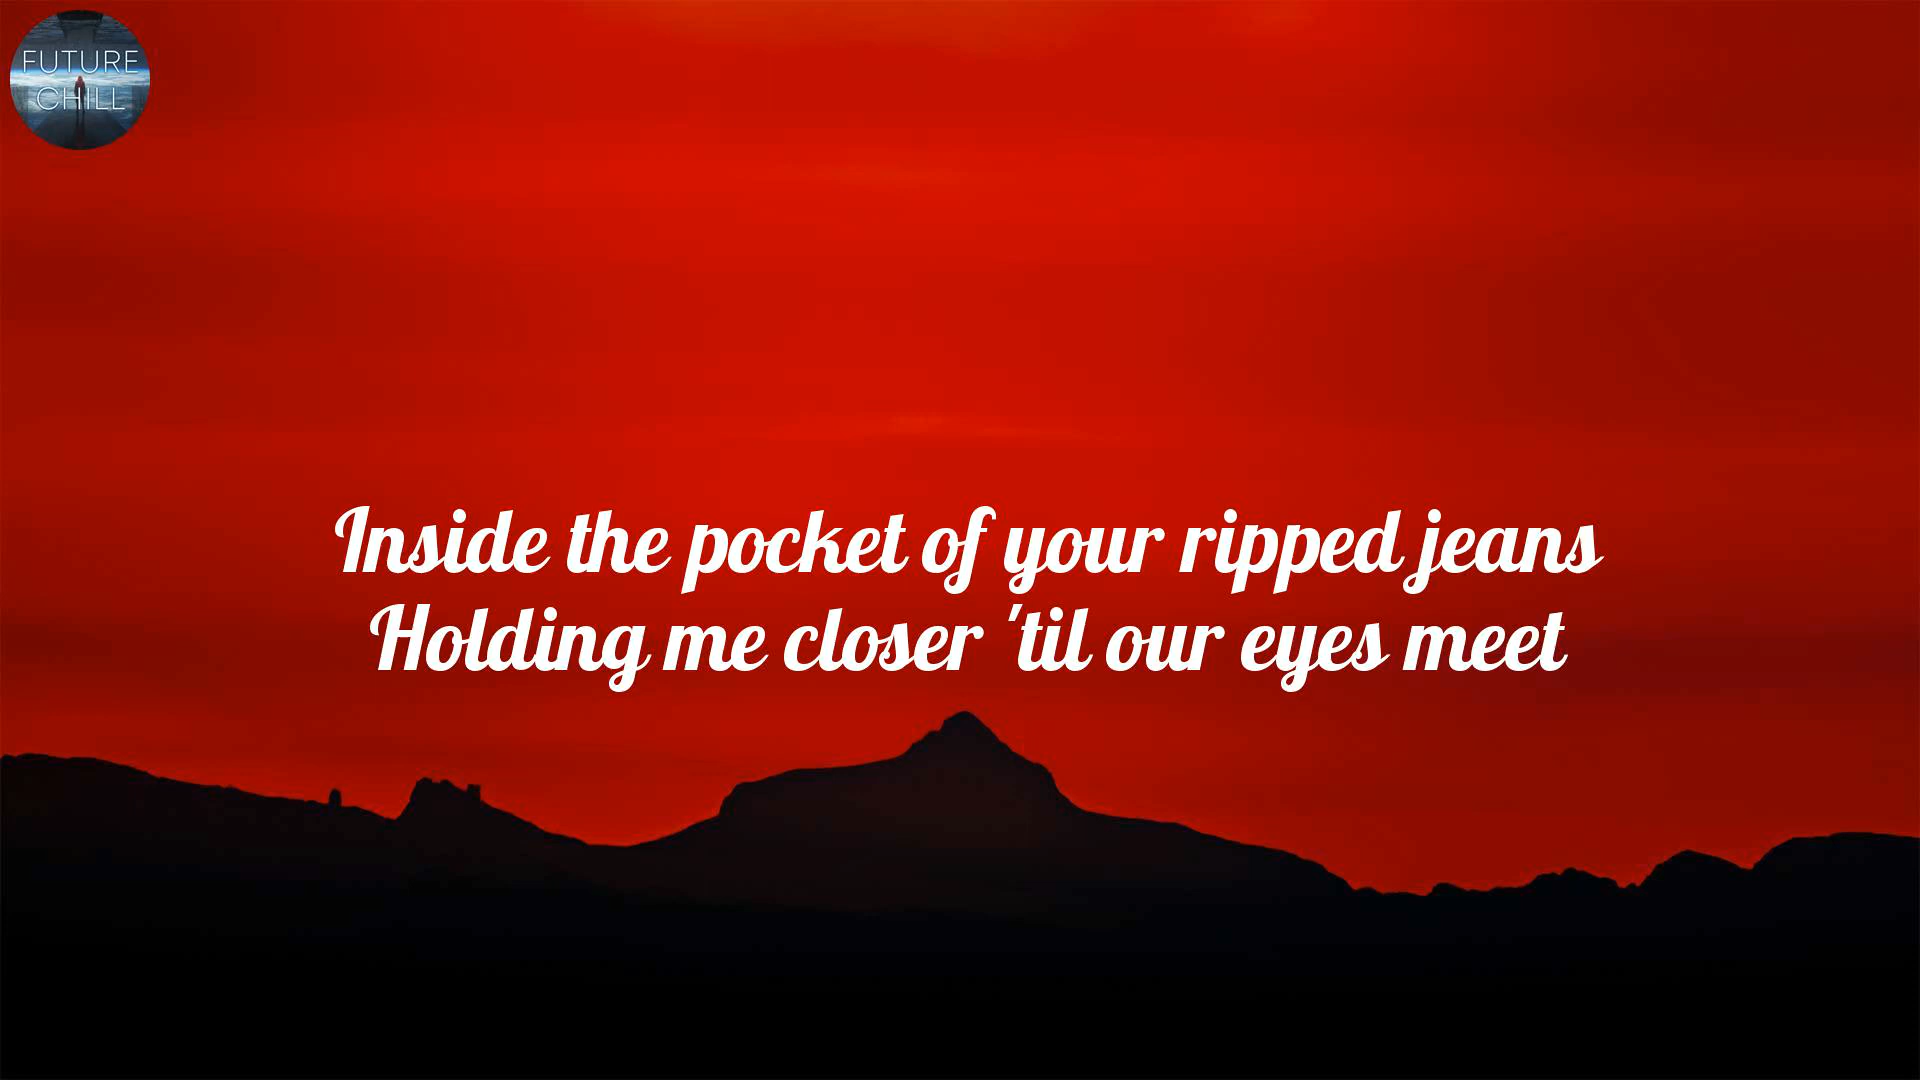 FUTURE
CHILL
Inside the pocket of your ripped jeans
Holding me closer 'til our eyes meet